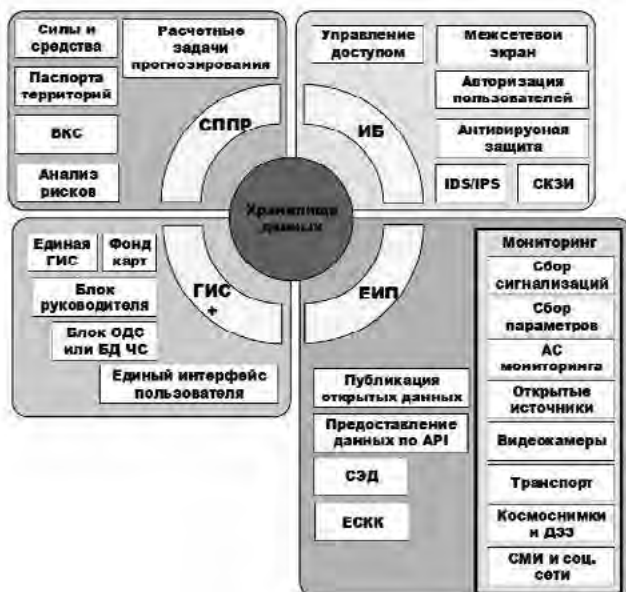 Силы и
средства
Расчетные
задачи
прогнозирования
Паспорта
территорий
ВКС
Анализ
рисков
СППР
Управление
доступом
Межсетевой
экран
Авторизация
пользователей
Антивирусная
защита
IDS/IPS
СКЗИ
ИБ
Хранилище
данных
Единая
ГИС
Фонд
карт
Блок
руководителя
Блок ОДС
или БД ЧС
Единый интерфейс
пользователя
ГИС
+
ЕИП
Публикация
открытых данных
Предоставление
данных по API
СЭД
ЕСКК
Мониторинг
Сбор
сигнализаций
Сбор
параметров
АС
мониторинга
Открытые
источники
Видеокамеры
Транспорт
Космоснимки
и ДЗЗ
СМИ и соц.
сети